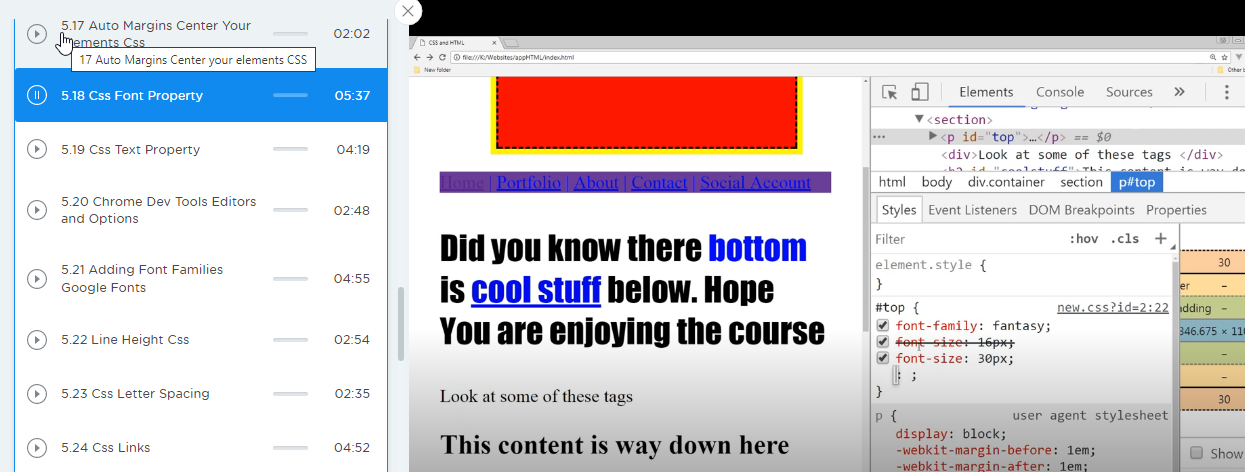 5.17 Auto Margins Center Your
Elements Css
02:02
17 Auto Margins Center your elements CSS
5.18 Css Font Property
05:37
5.19 Css Text Property
04:19
5.20 Chrome Dev Tools Editors
and Options
02:48
5.21 Adding Font Families
Google Fonts
04:55
5.22 Line Height Css
02:54
5.23 Css Letter Spacing
02:35
5.24 Css Links
04:52
CSS and HTML
file:///K:/Websites/appHTML/index.html
New folder
Other
Home | Portfolio | About | Contact | Social Account
Did you know there bottom
is cool stuff below. Hope
You are enjoying the course
Look at some of these tags
This content is way down here
Elements Console Sources »
▼<section>
▶<p id="top">…</p> == $0
<div>Look at some of these tags </div>
<h2 id="coolstuff">This content is way do
html body div.container section p#top
Styles Event Listeners DOM Breakpoints Properties
Filter :hov .cls +
element.style {
}
#top { new.css?id=2:22
font-family: fantasy;
font-size: 16px;
font-size: 30px;
: ;
}
p { user agent stylesheet
display: block;
-webkit-margin-before: 1em;
-webkit-margin-after: 1em;
30
er –
adding –
346.675 × 110
–
–
30
Show